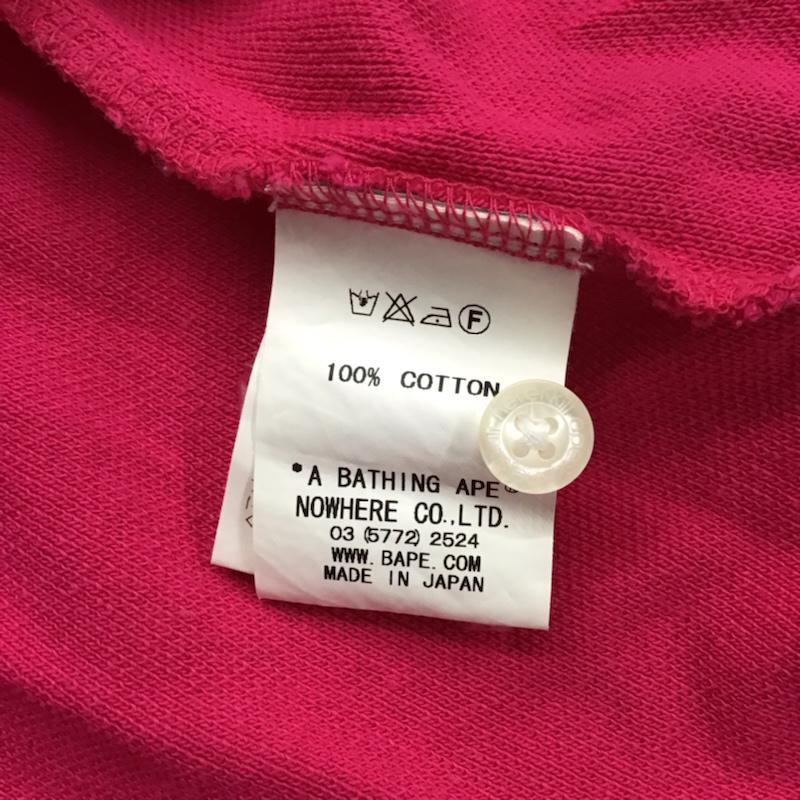 F
100% COTTON
*A BATHING APE®
NOWHERE CO.,LTD.
03 (5772) 2524
WWW.BAPE.COM
MADE IN JAPAN